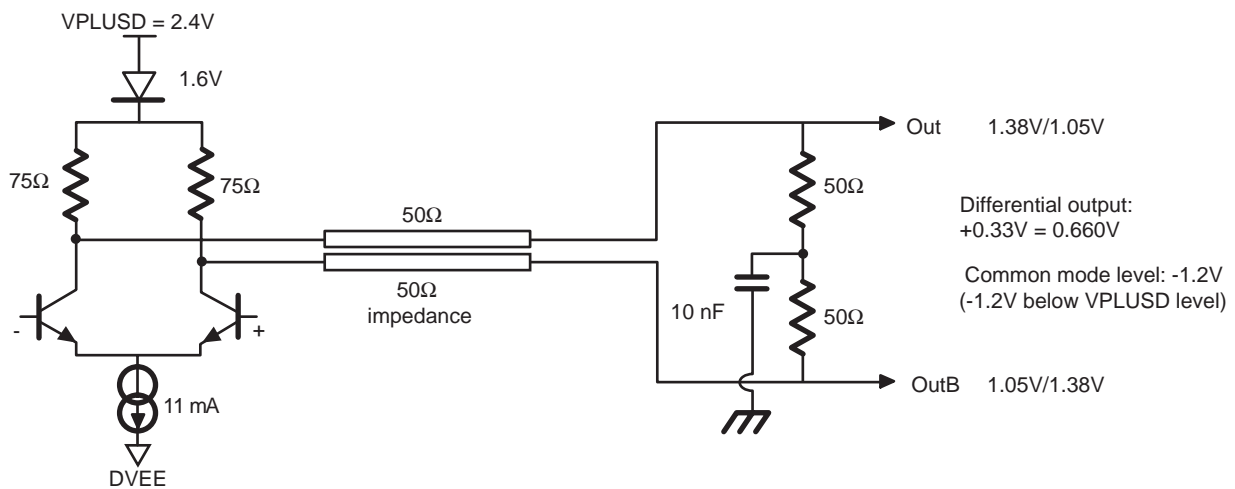 VPLUSD = 2.4V
1.6V
75Ω
75Ω
50Ω
50Ω
impedance
-
+
11 mA
DVEE
10 nF
50Ω
50Ω
Out 1.38V/1.05V
Differential output:
+0.33V = 0.660V
Common mode level: -1.2V
(-1.2V below VPLUSD level)
OutB 1.05V/1.38V